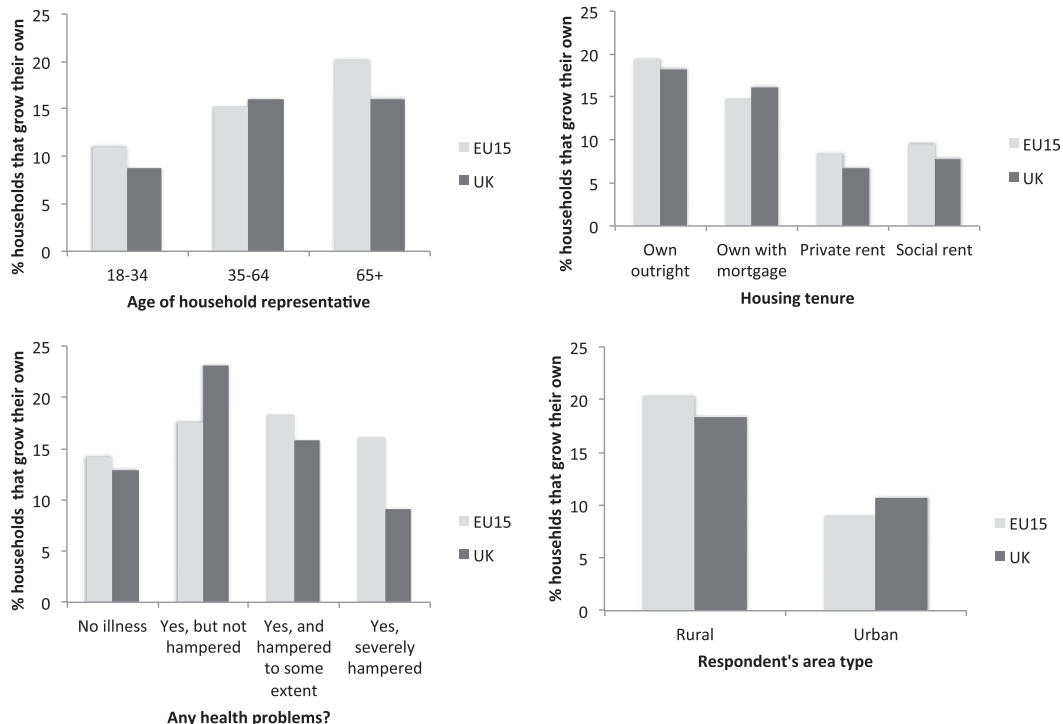 % households that grow their own
25
20
15
10
5
0
18-34
35-64
65+
Age of household representative
EU15
UK
% households that grow their own
25
20
15
10
5
0
Own
outright
Own with
mortgage
Private rent
Social rent
Housing tenure
EU15
UK
% households that grow their own
25
20
15
10
5
0
No illness
Yes, but not
hampered
Yes, and
hampered
to some
extent
Yes,
severely
hampered
Any health problems?
EU15
UK
% househlds that grow their own
25
20
15
10
5
0
Rural
Urban
Respondent's area type
EU15
UK